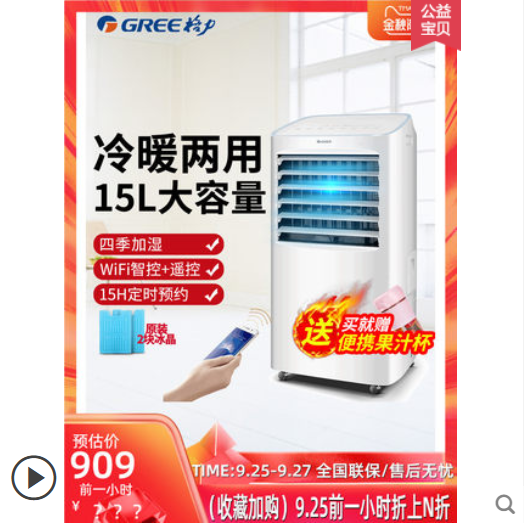 GREE格力
公益
宝贝
冷暖两用
15L大容量
四季加湿
WiFi智控+遥控
15H定时预约
原装
2块冰晶
送
买就赠
便携果汁杯
预估价
909
前一小时
¥ ???
TIME:9.25-9.27 全国联保/售后无忧
(收藏加购) 9.25前一小时折上N折